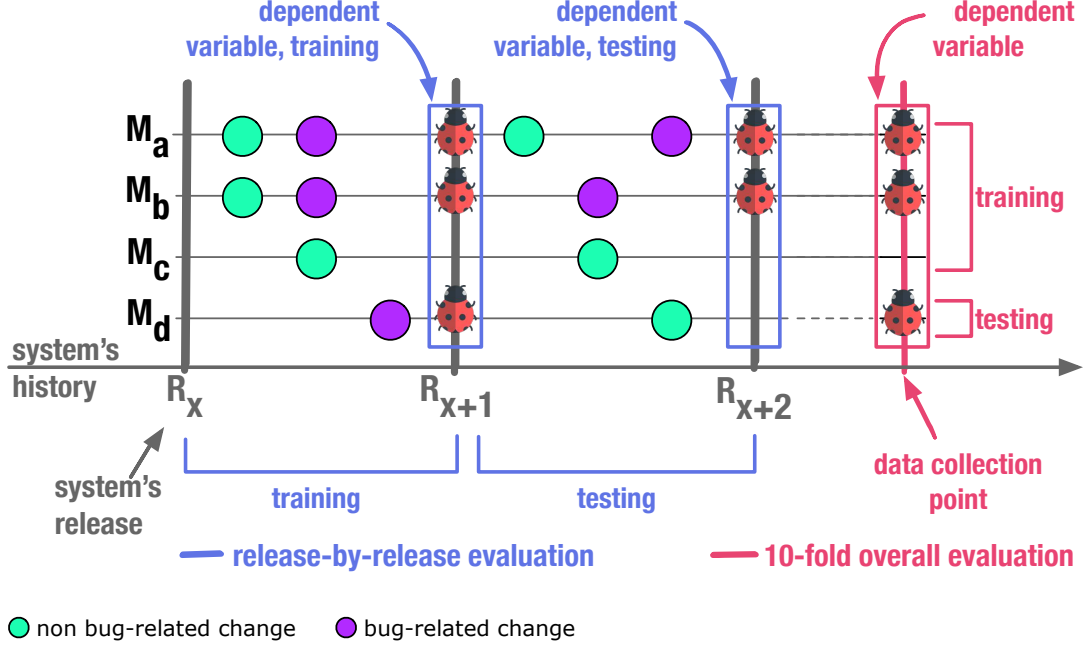 dependent
variable, training
dependent
variable, testing
dependent
variable
Ma
Mb
Mc
Md
training
testing
system's
history
Rx
Rx+1
Rx+2
system's
release
training
testing
data collection
point
release-by-release evaluation
10-fold overall evaluation
non bug-related change
bug-related change